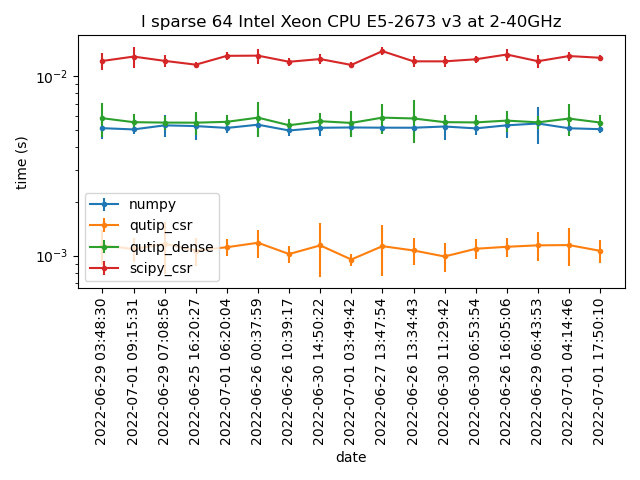 I sparse 64 Intel Xeon CPU E5-2673 v3 at 2-40GHz
time (s)
10⁻²
10⁻³
numpy
qutip_csr
qutip_dense
scipy_csr
2022-06-29 03:48:30
2022-07-01 09:15:31
2022-06-29 07:08:56
2022-06-25 16:20:27
2022-07-01 06:20:04
2022-06-26 00:37:59
2022-06-26 10:39:17
2022-06-30 14:50:22
2022-07-01 03:49:42
2022-06-27 13:47:54
2022-06-26 13:34:43
2022-06-30 11:29:42
2022-06-30 06:53:54
2022-06-26 16:05:06
2022-06-29 06:43:53
2022-07-01 04:14:46
2022-07-01 17:50:10
date